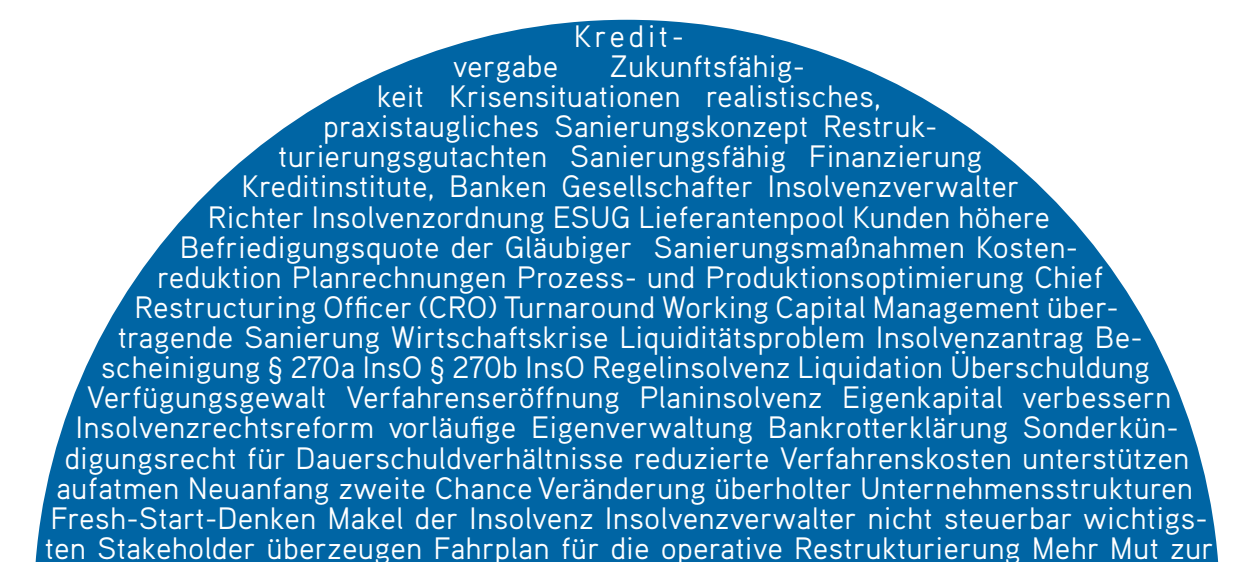 Kredit-
vergabe Zukunftsfähig-
keit Krisensituationen realistisches,
praxistaugliches Sanierungskonzept Restruk-
turierungsgutachten Sanierungsfähig Finanzierung
Kreditinstitute, Banken Gesellschafter Insolvenzverwalter
Richter Insolvenzordnung ESUG Lieferantenpool Kunden höhere
Befriedigungsquote der Gläubiger Sanierungsmaßnahmen Kosten-
reduktion Planrechnungen Prozess- und Produktionsoptimierung Chief
Restructuring Officer (CRO) Turnaround Working Capital Management über-
tragende Sanierung Wirtschaftskrise Liquiditätsproblem Insolvenzantrag Be-
scheinigung § 270a InsO § 270b InsO Regelinsolvenz Liquidation Überschuldung
Verfügungsgewalt Verfahrenseröffnung Planinsolvenz Eigenkapital verbessern
Insolvenzrechtsreform vorläufige Eigenverwaltung Bankrotterklärung Sonderkün-
digungsrecht für Dauerschuldverhältnisse reduzierte Verfahrenskosten unterstützen
aufatmen Neuanfang zweite Chance Veränderung überholter Unternehmensstrukturen
Fresh-Start-Denken Makel der Insolvenz Insolvenzverwalter nicht steuerbar wichtigs-
ten Stakeholder überzeugen Fahrplan für die operative Restrukturierung Mehr Mut zur